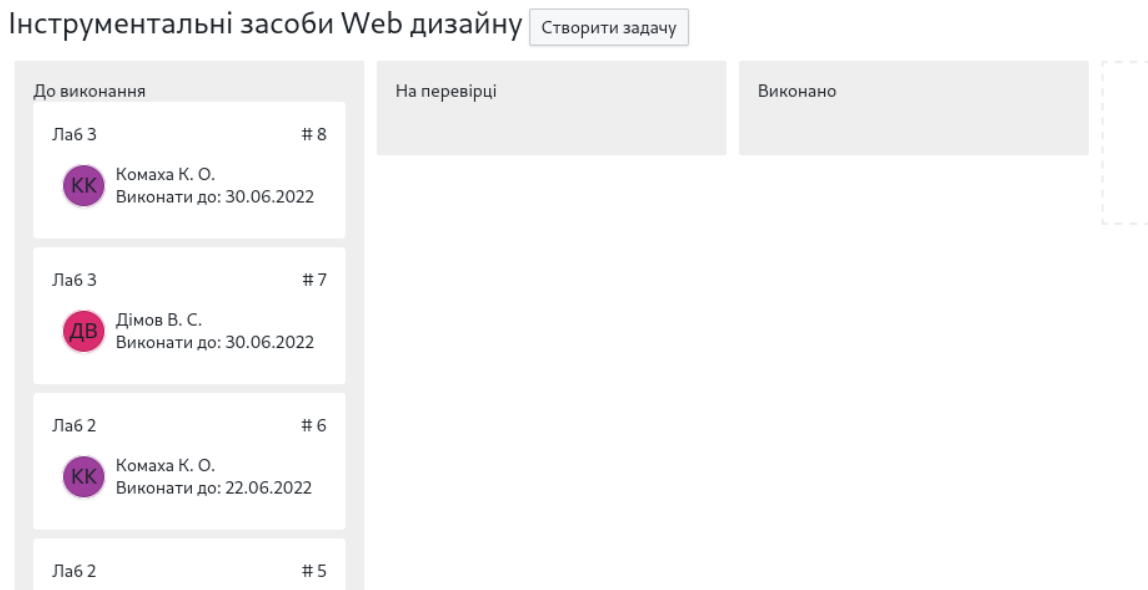 Інструментальні засоби Web дизайну Створити задачу
До виконання
Лаб 3 # 8
КК
Комаха К. О.
Виконати до: 30.06.2022
Лаб 3 # 7
ДВ
Дімов В. С.
Виконати до: 30.06.2022
Лаб 2 # 6
КК
Комаха К. О.
Виконати до: 22.06.2022
Лаб 2 # 5
На перевірці
Виконано